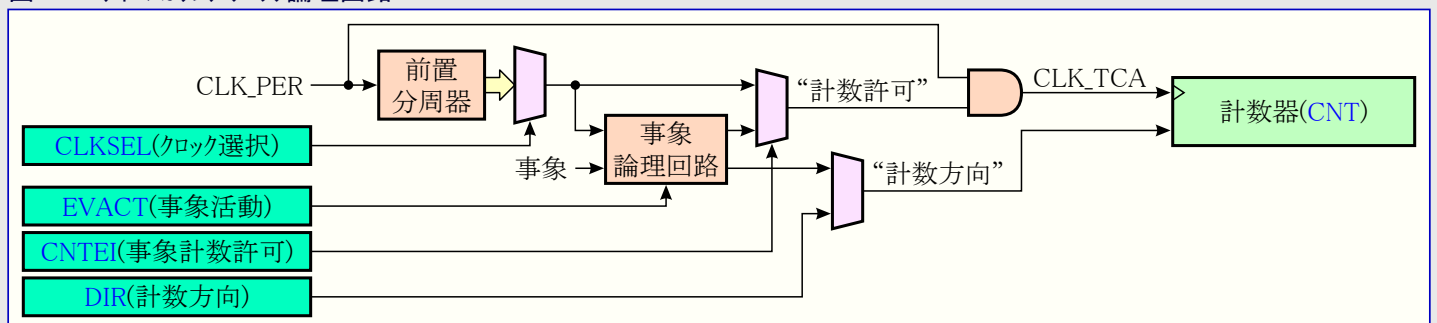 CLK_PER
前置
分周器
“計数許可”
CLK_TCA
計数器(CNT)
CLKSEL(クロック選択)
事象
事象
論理回路
“計数方向”
EVACT(事象活動)
CNTEI(事象計数許可)
DIR(計数方向)